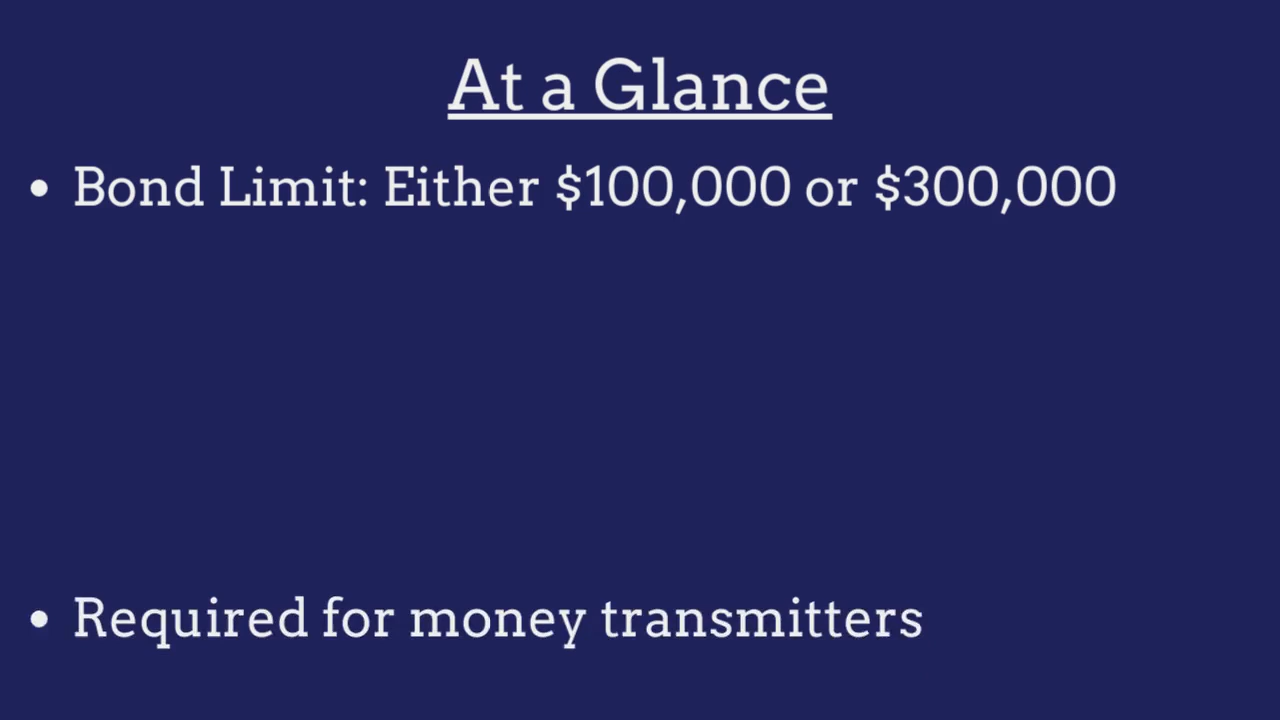 At a Glance
• Bond Limit: Either $100,000 or $300,000
• Required for money transmitters